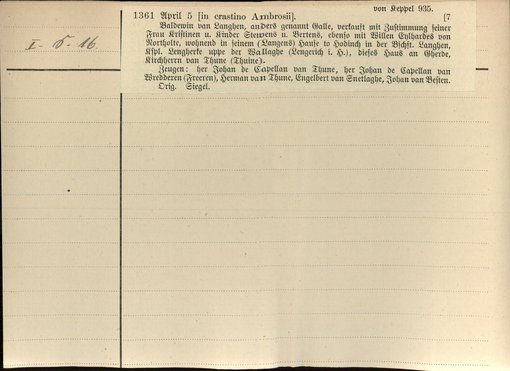 von Keppel 935.
1361 April 5 [in crastino Ambrosii]. [7
Baldewin van Langhen, anders genannt Galle, verkauft mit Zustimmung seiner
Frau Kristinen u. Kinder Stewens u. Bertens, ebenso mit Willen Eylhardes von
Northolte, wohnend in seinem (Langens) Hause to Hodinch in der Bschft. Langhen,
Kspl. Lengherke uppe der Wallaghe (Lengerich i. H.), dieses Haus an Gherde,
Kirchherrn van Thune (Thuine).
Zeugen: her Johan de Capellan van Thune, her Johan de Capellan van
Vredderen (Freeren), Herman van Thune, Engelbert van Snetlaghe, Johan van Besten.
Orig. Siegel.
I - 5 - 16